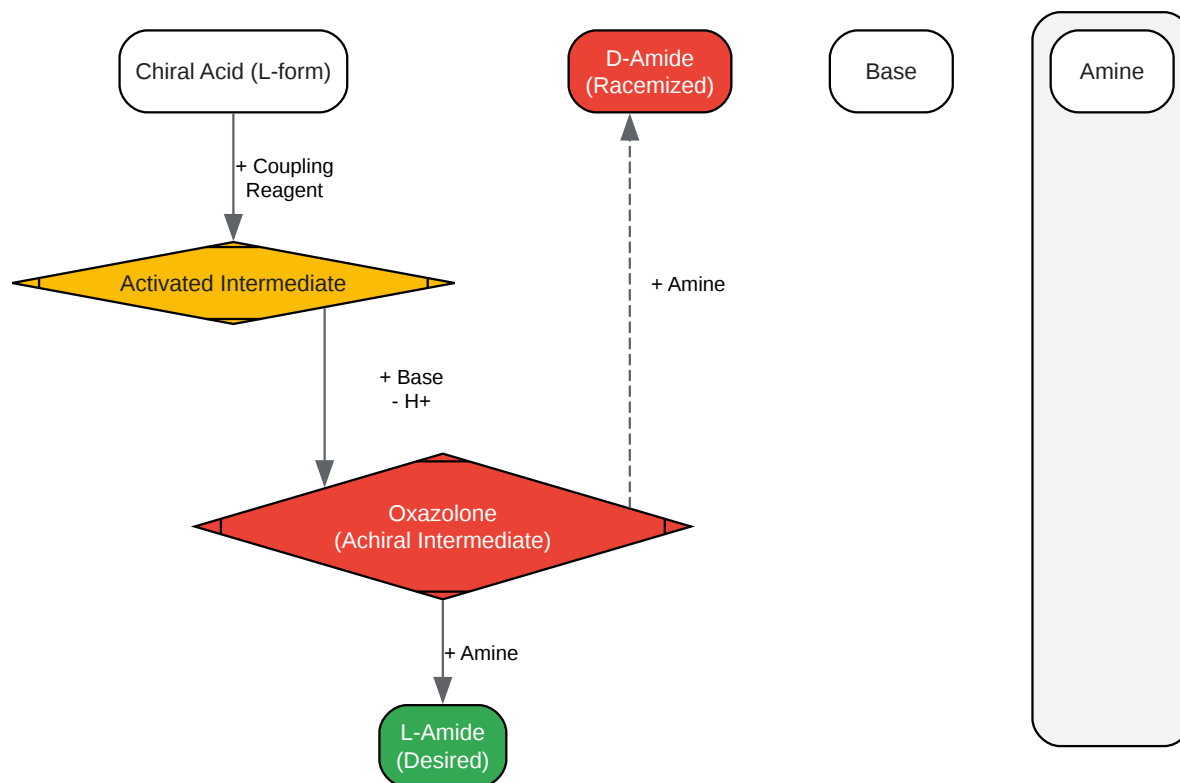 Chiral Acid (L-form)
D-Amide
(Racemized)
Base
Amine
+ Coupling
Reagent
Activated Intermediate
+ Amine
+ Base
- H+
Oxazolone
(Achiral Intermediate)
+ Amine
L-Amide
(Desired)